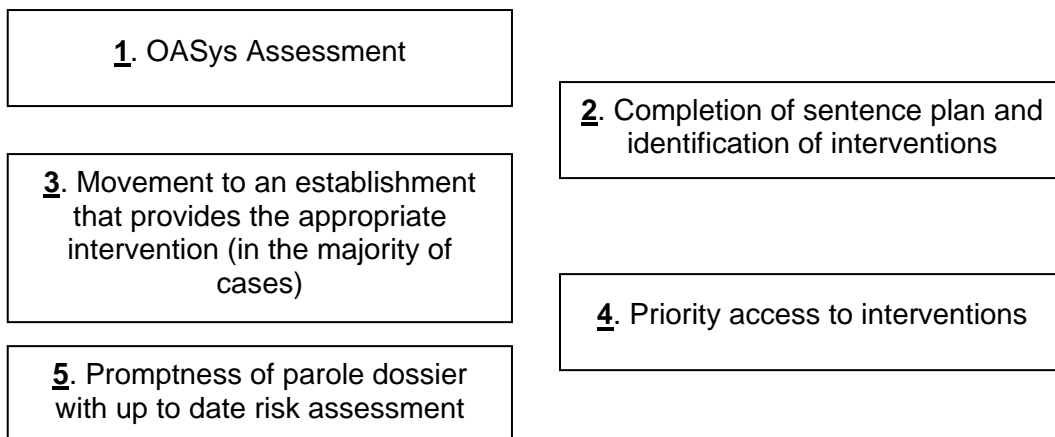 1. OASys Assessment
2. Completion of sentence plan and
identification of interventions
3. Movement to an establishment
that provides the appropriate
intervention (in the majority of
cases)
4. Priority access to interventions
5. Promptness of parole dossier
with up to date risk assessment